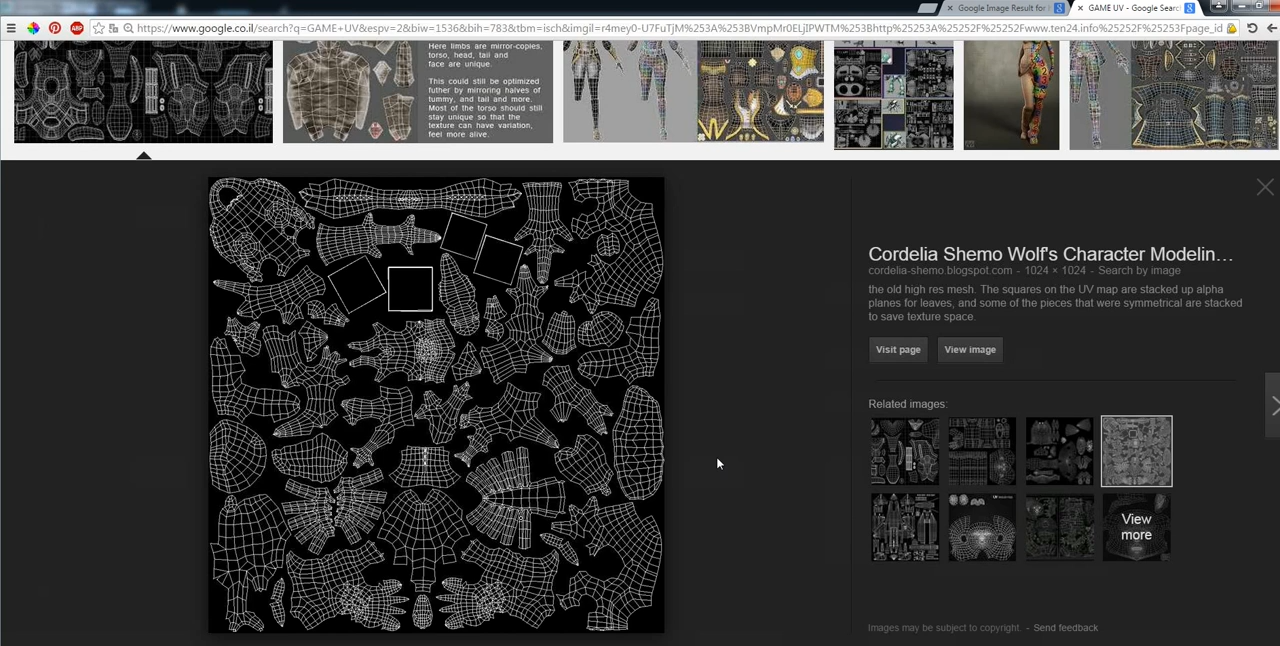 Google Image Result for
GAME UV - Google Searc
https://www.google.co.il/search?q=GAME+UV&espv=2&biw=1536&bih=783&tbm=isch&imgil=r4mey0-U7FuTjM%253A%253BVmpMr0ELjIPWTM%253Bhttp%25253A%25252F%25252Fwww.ten24.info%25252F%25253Fpage_id
Here limbs are mirror-copies,
torso, head, tail and
face are unique.
This could still be optimized
futher by mirroring halves of
tummy, and tail and more.
Most of the torso should still
stay unique so that the
texture can have variation,
feel more alive.
Cordelia Shemo Wolf's Character Modelin...
cordelia-shemo.blogspot.com - 1024 × 1024 - Search by image
the old high res mesh. The squares on the UV map are stacked up alpha
planes for leaves, and some of the pieces that were symmetrical are stacked
to save texture space.
Visit page
View image
Related images:
View
more
Images may be subject to copyright. - Send feedback